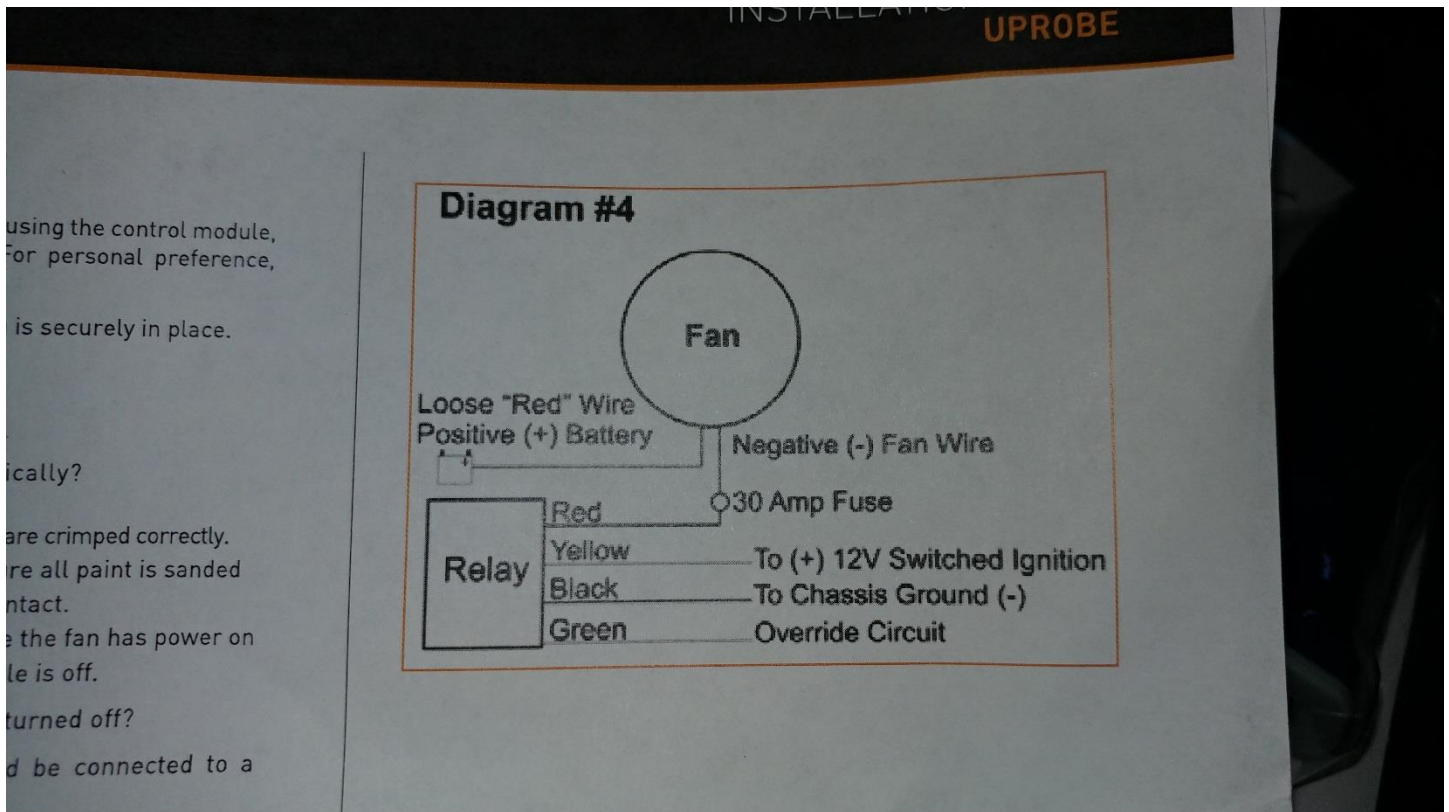 UPROBE
using the control module,
For personal preference,
is securely in place.
ically?
are crimped correctly.
re all paint is sanded
ntact.
the fan has power on
le is off.
turned off?
d be connected to a
Diagram #4
Fan
Loose "Red" Wire
Positive (+) Battery
Negative (-) Fan Wire
30 Amp Fuse
Relay
Red
Yellow
To (+) 12V Switched Ignition
Black
To Chassis Ground (-)
Green
Override Circuit